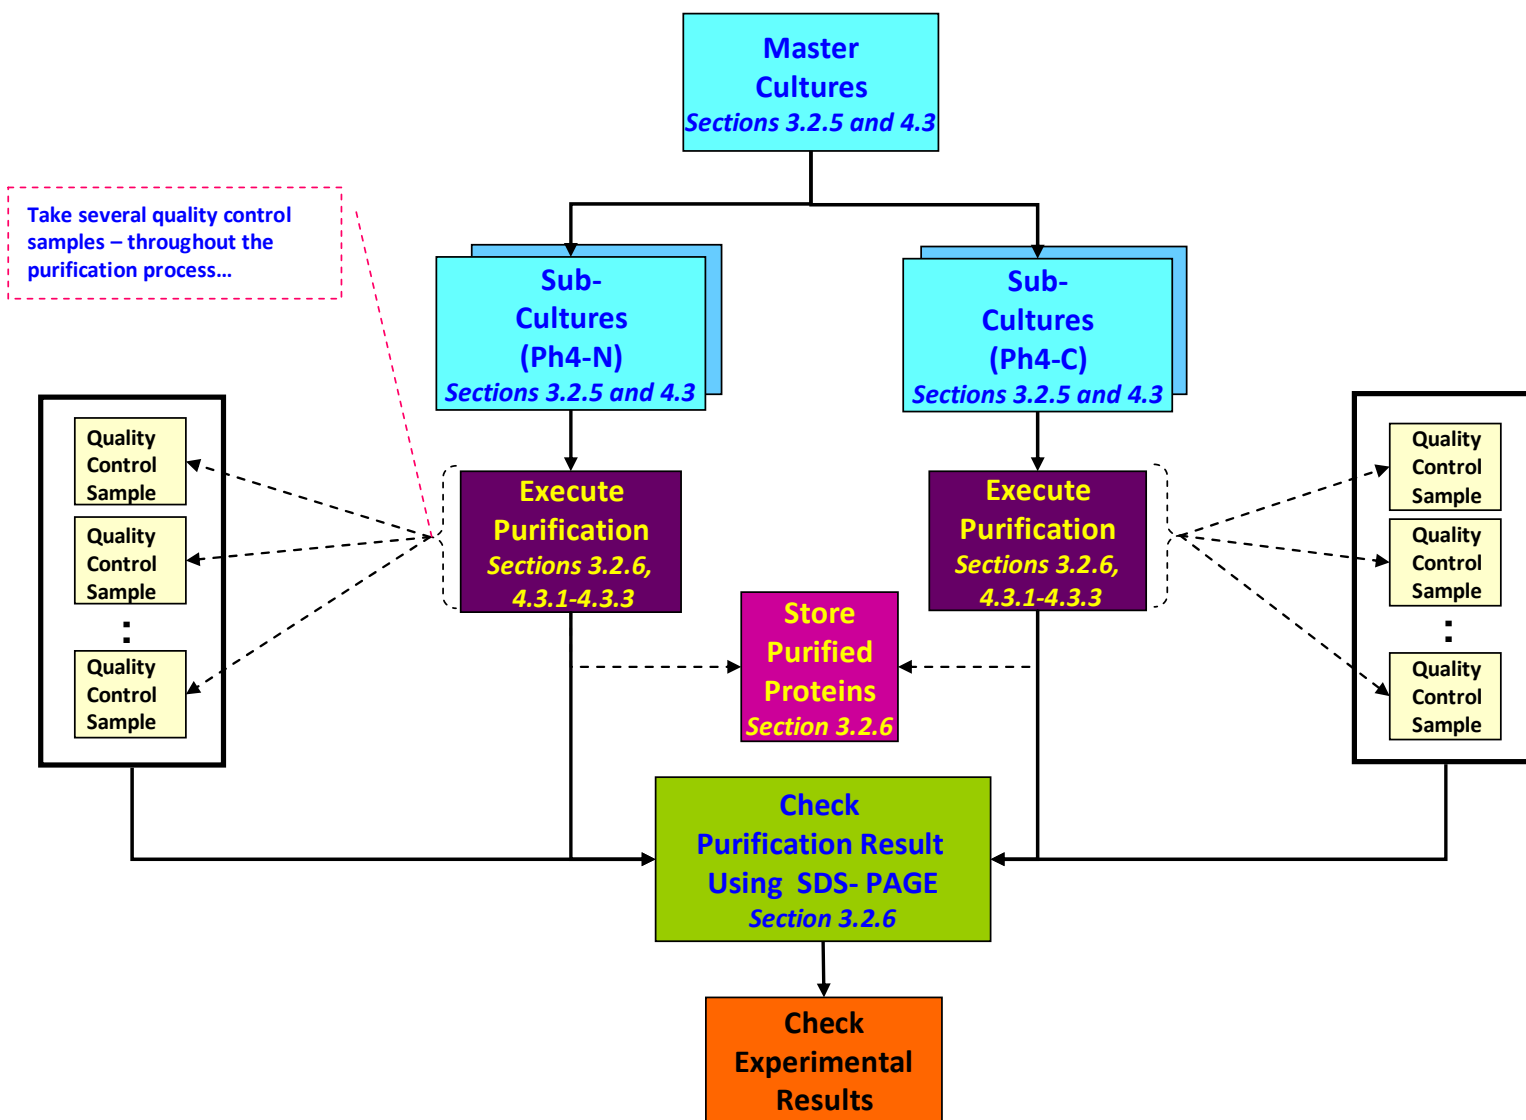 Master
Cultures
Sections 3.2.5 and 4.3
Take several quality control
samples – throughout the
purification process…
Sub-
Cultures
(Ph4-N)
Sections 3.2.5 and 4.3
Sub-
Cultures
(Ph4-C)
Sections 3.2.5 and 4.3
Quality
Control
Sample
Quality
Control
Sample
:
Quality
Control
Sample
Execute
Purification
Sections 3.2.6,
4.3.1-4.3.3
Execute
Purification
Sections 3.2.6,
4.3.1-4.3.3
Quality
Control
Sample
Quality
Control
Sample
:
Quality
Control
Sample
Store
Purified
Proteins
Section 3.2.6
Check
Purification Result
Using SDS- PAGE
Section 3.2.6
Check
Experimental
Results